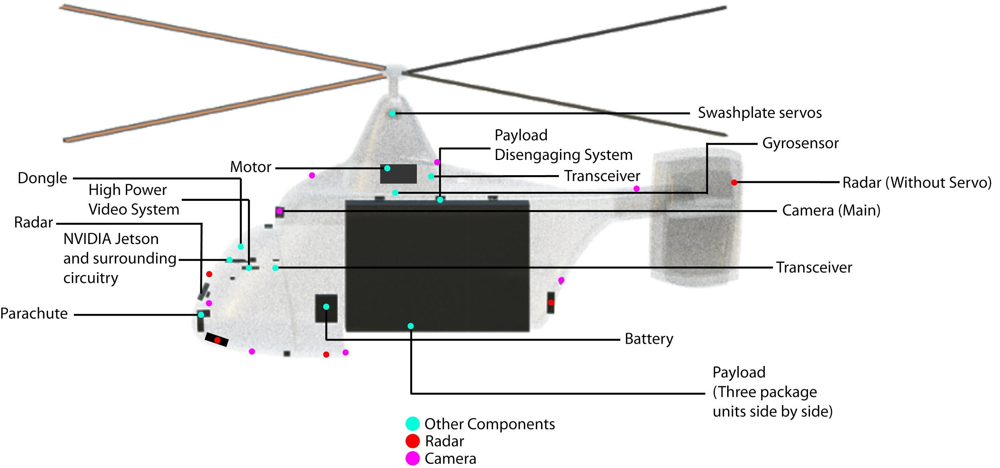 Swashplate servos
Payload
Disengaging System
Gyrosensor
Motor
Transceiver
Dongle
High Power
Video System
Radar (Without Servo)
Camera (Main)
Radar
NVIDIA Jetson
and surrounding
circuitry
Transceiver
Parachute
Battery
Payload
(Three package
units side by side)
Other Components
Radar
Camera